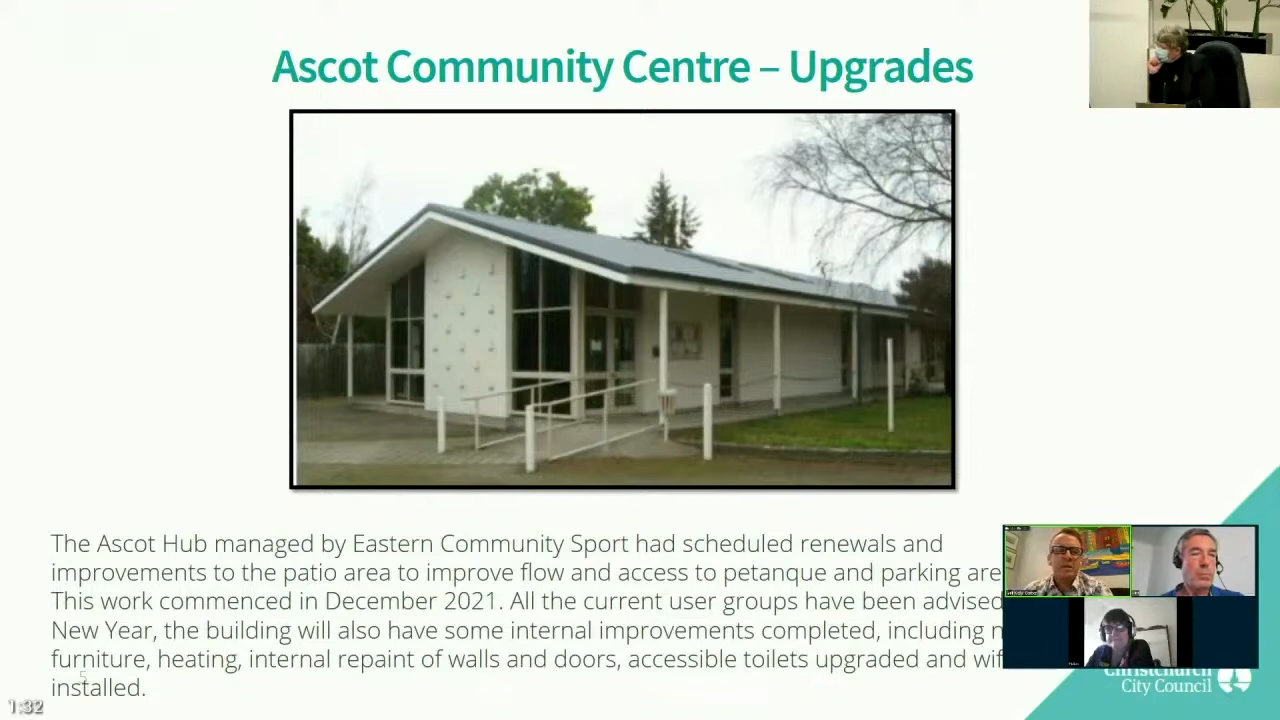 Ascot Community Centre – Upgrades
The Ascot Hub managed by Eastern Community Sport had scheduled renewals and
improvements to the patio area to improve flow and access to petanque and parking are
This work commenced in December 2021. All the current user groups have been advised
New Year, the building will also have some internal improvements completed, including n
furniture, heating, internal repaint of walls and doors, accessible toilets upgraded and wif
installed.
5
1:32
Christchurch
City Council